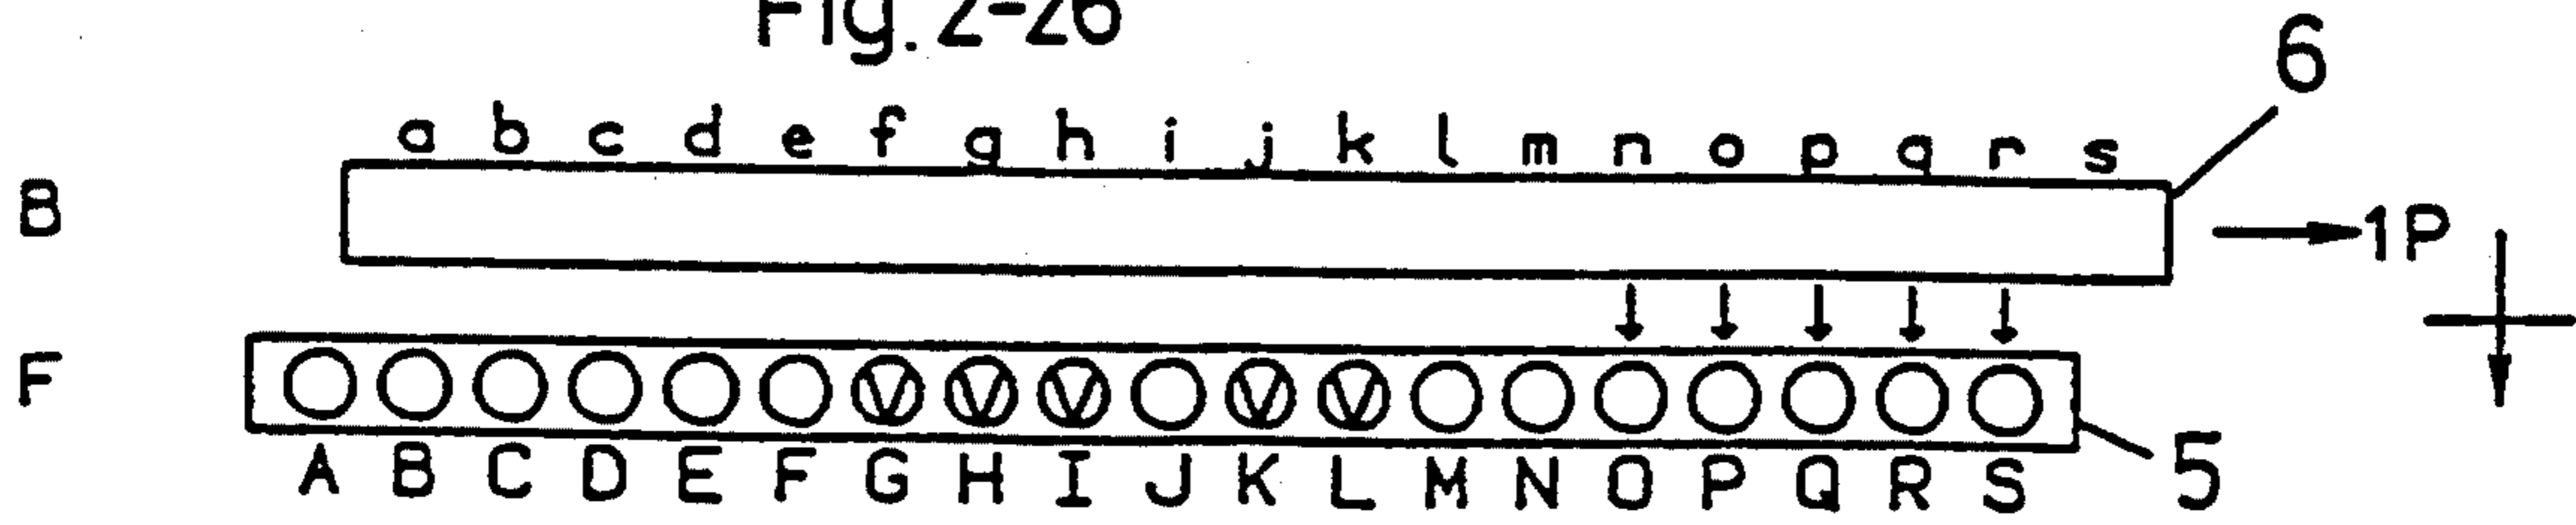 Fig. 2-26
6
a b c d e f g h i j k l m n o p q r s
B 1P
F V V V V V
A B C D E F G H I J K L M N O P Q R S 5